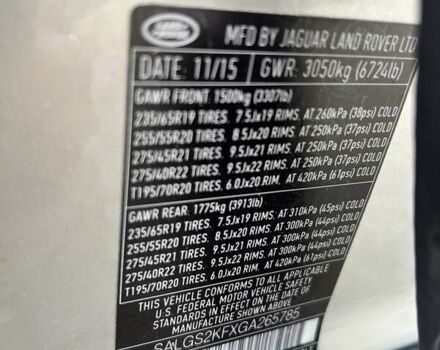 LAND ROVER
MFD BY JAGUAR LAND ROVER LTD
DATE: 11/15 GWR: 3050kg (6724lb)
GAWR FRONT: 1500kg (3307lb)
235/65R19 TIRES. 7.5Jx19 RIMS. AT 260kPa (38psi) COLD
255/55R20 TIRES. 8.5Jx20 RIMS. AT 250kPa (37psi) COLD
275/45R21 TIRES. 9.5Jx21 RIMS. AT 250kPa (37psi) COLD
275/40R22 TIRES. 9.5Jx22 RIMS. AT 250kPa (37psi) COLD
T195/70R20 TIRES. 6.0Jx20 RIMS. AT 420kPa (61psi) COLD
GAWR REAR: 1775kg (3913lb)
235/65R19 TIRES. 7.5Jx19 RIMS. AT 310kPa (45psi) COLD
255/55R20 TIRES. 8.5Jx20 RIMS. AT 300kPa (44psi) COLD
275/45R21 TIRES. 9.5Jx21 RIMS. AT 300kPa (44psi) COLD
275/40R22 TIRES. 9.5Jx22 RIMS. AT 300kPa (44psi) COLD
T195/70R20 TIRES. 6.0Jx20 RIMS. AT 420kPa (61psi) COLD
THIS VEHICLE CONFORMS TO ALL APPLICABLE
U.S. FEDERAL MOTOR VEHICLE SAFETY STANDARDS
IN EFFECT ON THE DATE OF MANUFACTURE
SALGS2KFXGA265785